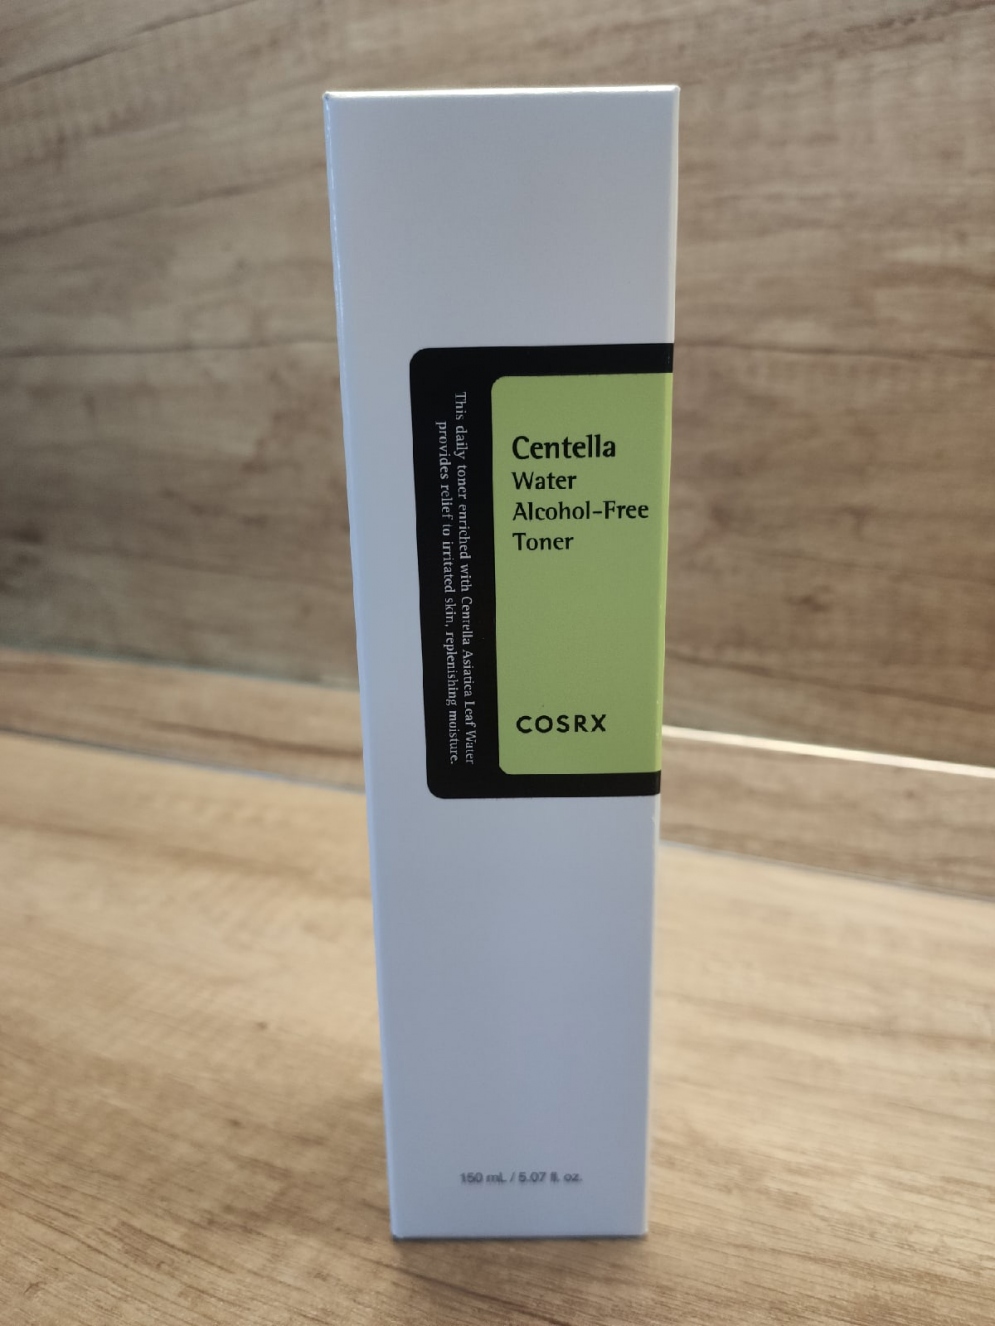 Centella
Water
Alcohol-Free
Toner
COSRX
This daily toner enriched with Centella Asiatica Leaf Water
provides relief to irritated skin, replenishing moisture.
150 mL / 5.07 fl. oz.